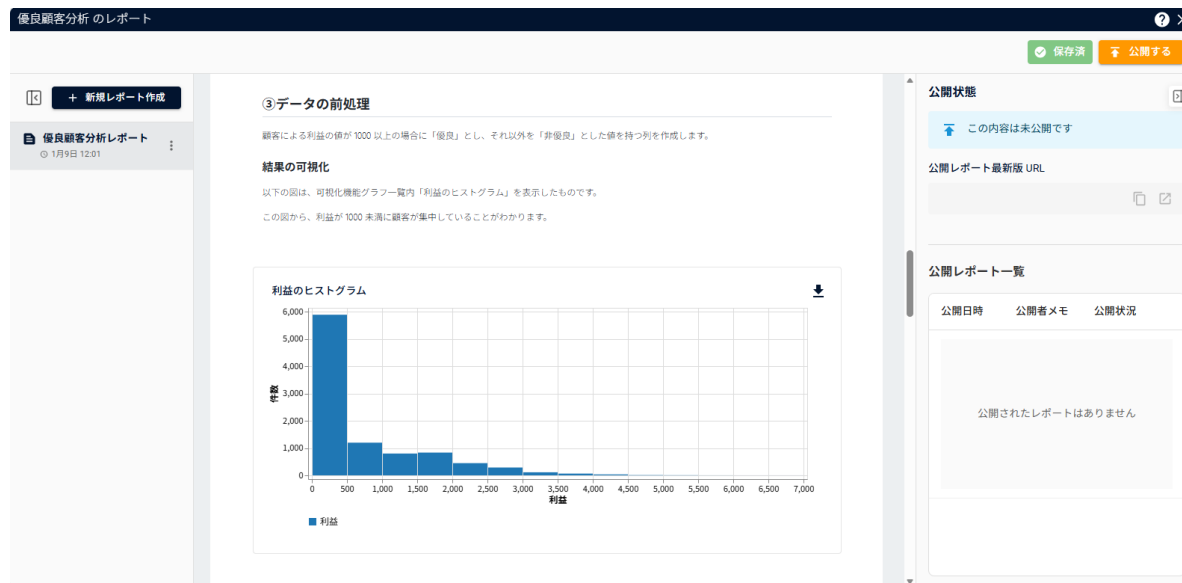 優良顧客分析 のレポート
保存済
公開する
+ 新規レポート作成
優良顧客分析レポート
1月9日 12:01
③データの前処理
顧客による利益の値が 1000 以上の場合に「優良」とし、それ以外を「非優良」とした値を持つ列を作成します。
結果の可視化
以下の図は、可視化機能グラフ一覧内「利益のヒストグラム」を表示したものです。
この図から、利益が 1000 未満に顧客が集中していることがわかります。
利益のヒストグラム
6,000
5,000
4,000
3,000
2,000
1,000
0
件数
0 500 1,000 1,500 2,000 2,500 3,000 3,500 4,000 4,500 5,000 5,500 6,000 6,500 7,000
利益
利益
公開状態
この内容は未公開です
公開レポート最新版 URL
公開レポート一覧
公開日時 公開者メモ 公開状況
公開されたレポートはありません